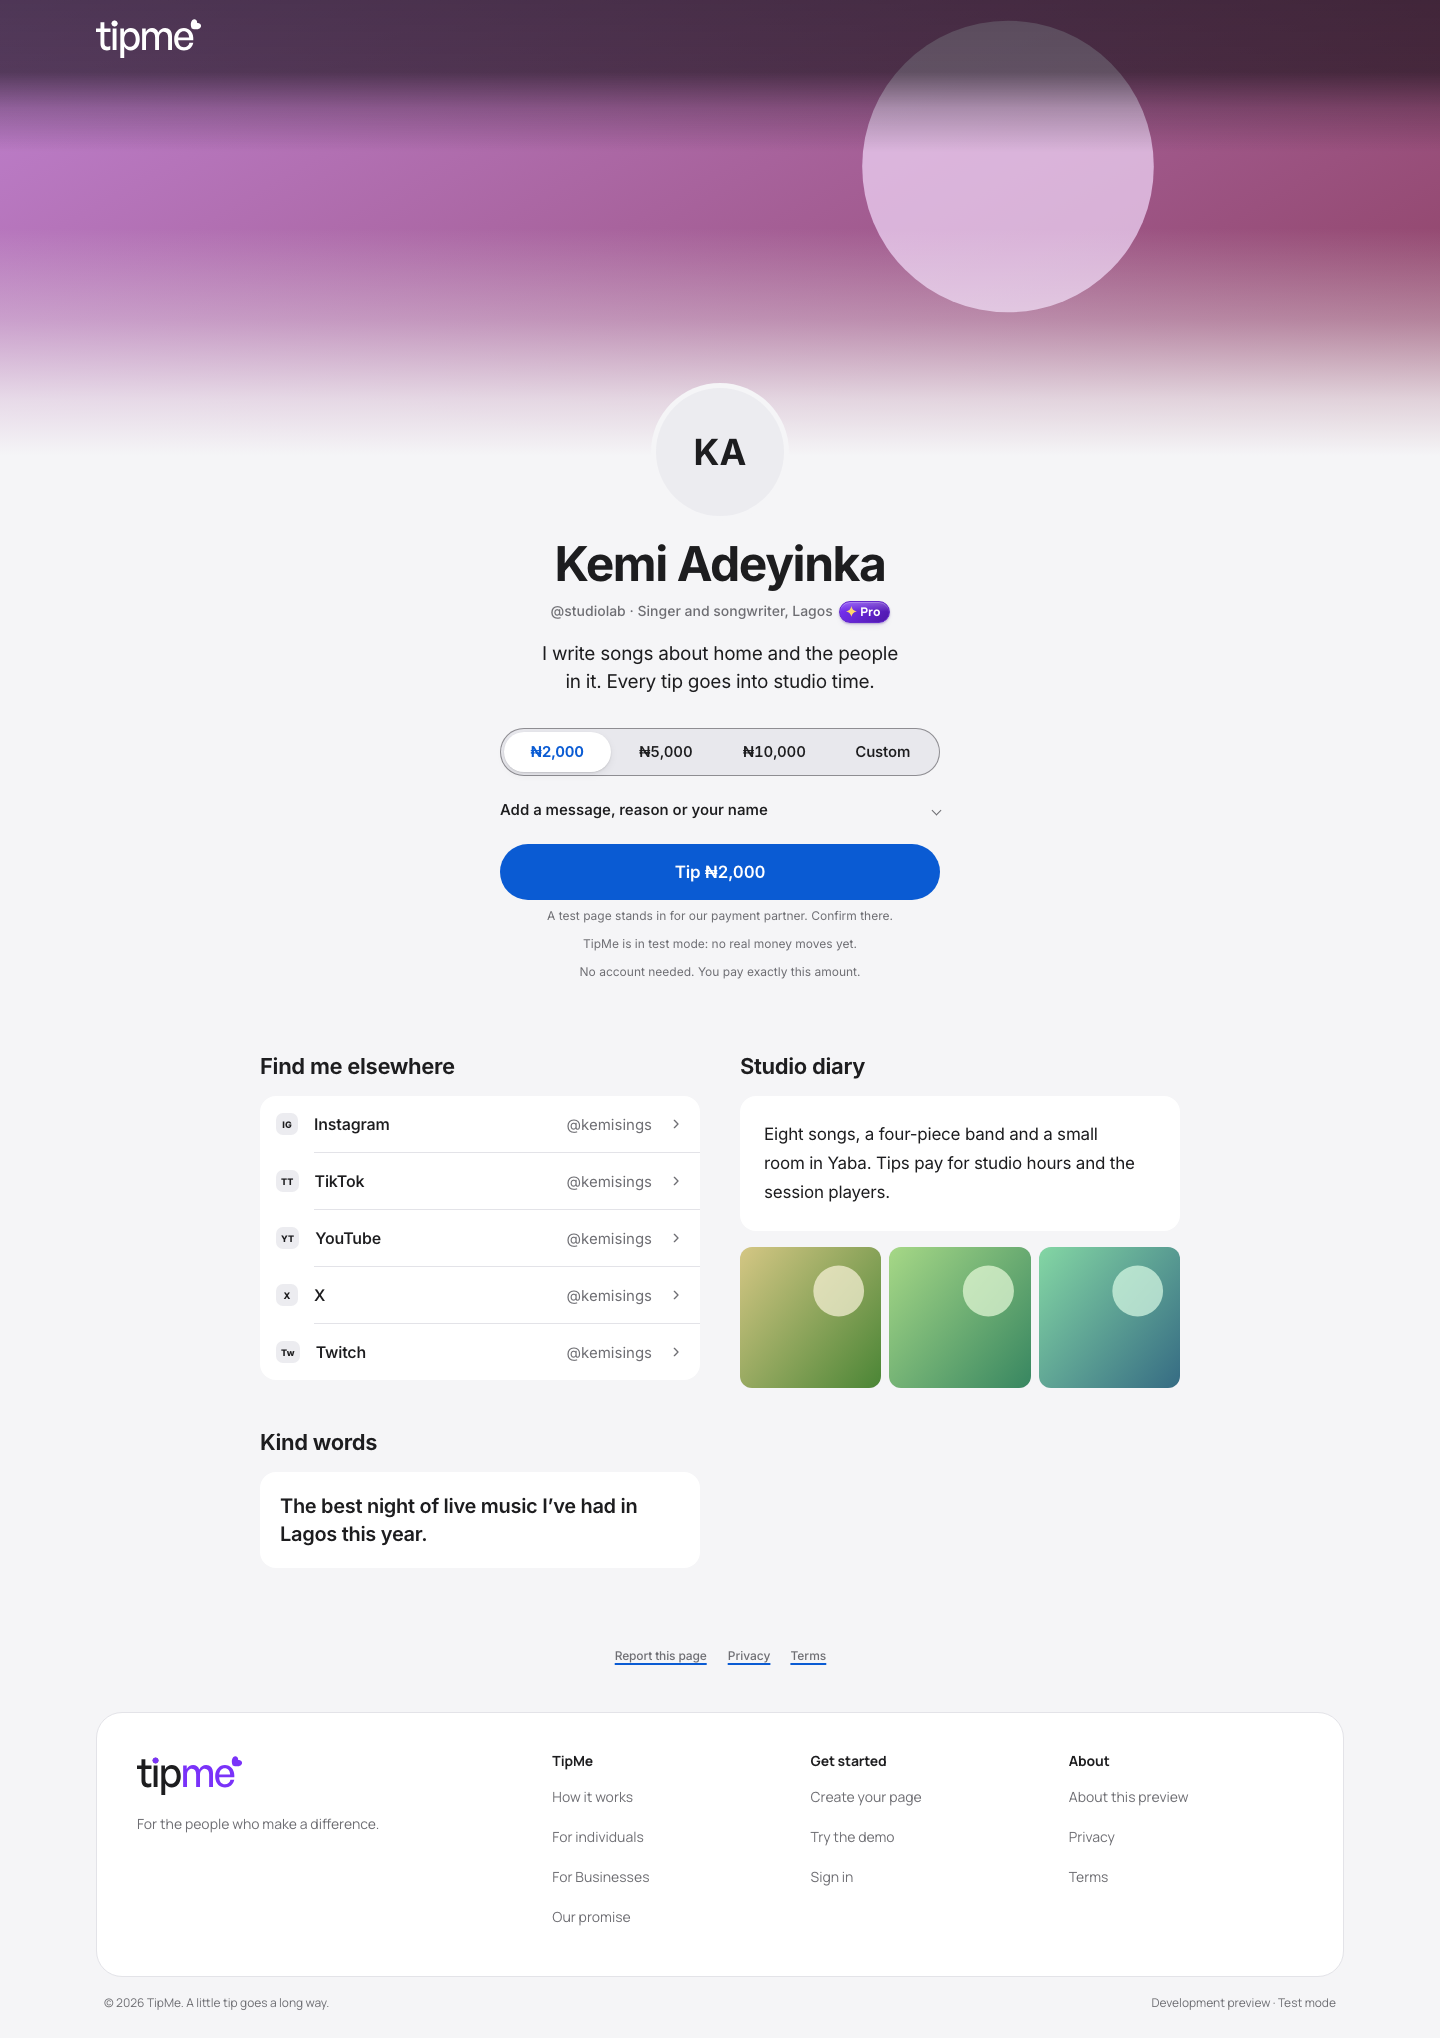 tipme
KA
Kemi Adeyinka
@studiolab · Singer and songwriter, Lagos ✦ Pro
I write songs about home and the people
in it. Every tip goes into studio time.
₦2,000 ₦5,000 ₦10,000 Custom
Add a message, reason or your name
Tip ₦2,000
A test page stands in for our payment partner. Confirm there.
TipMe is in test mode: no real money moves yet.
No account needed. You pay exactly this amount.
Find me elsewhere
IG Instagram @kemisings
TT TikTok @kemisings
YT YouTube @kemisings
X X @kemisings
Tw Twitch @kemisings
Studio diary
Eight songs, a four-piece band and a small
room in Yaba. Tips pay for studio hours and the
session players.
Kind words
The best night of live music I’ve had in
Lagos this year.
Report this page Privacy Terms
tipme
For the people who make a difference.
TipMe
How it works
For individuals
For Businesses
Our promise
Get started
Create your page
Try the demo
Sign in
About
About this preview
Privacy
Terms
© 2026 TipMe. A little tip goes a long way.
Development preview · Test mode